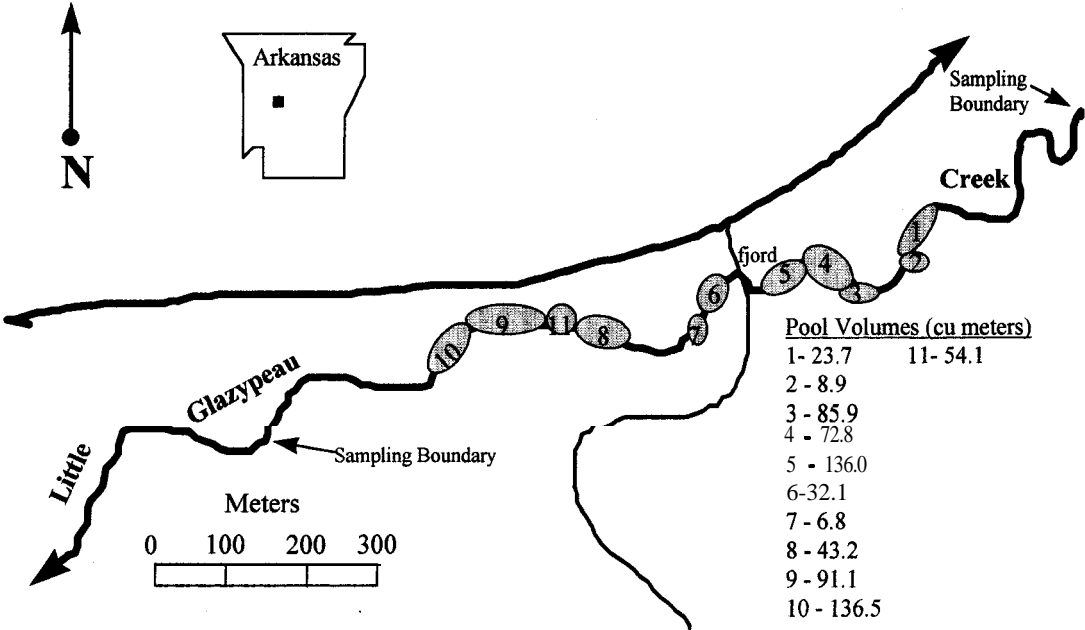 Arkansas
N
Sampling
Boundary
Creek
fjord
1
2
3
4
5
6
7
8
11
9
10
Glazypeau
Little
Sampling Boundary
Meters
0 100 200 300
Pool Volumes (cu meters)
1- 23.7 11- 54.1
2 - 8.9
3 - 85.9
4 - 72.8
5 - 136.0
6-32.1
7 - 6.8
8 - 43.2
9 - 91.1
10 - 136.5